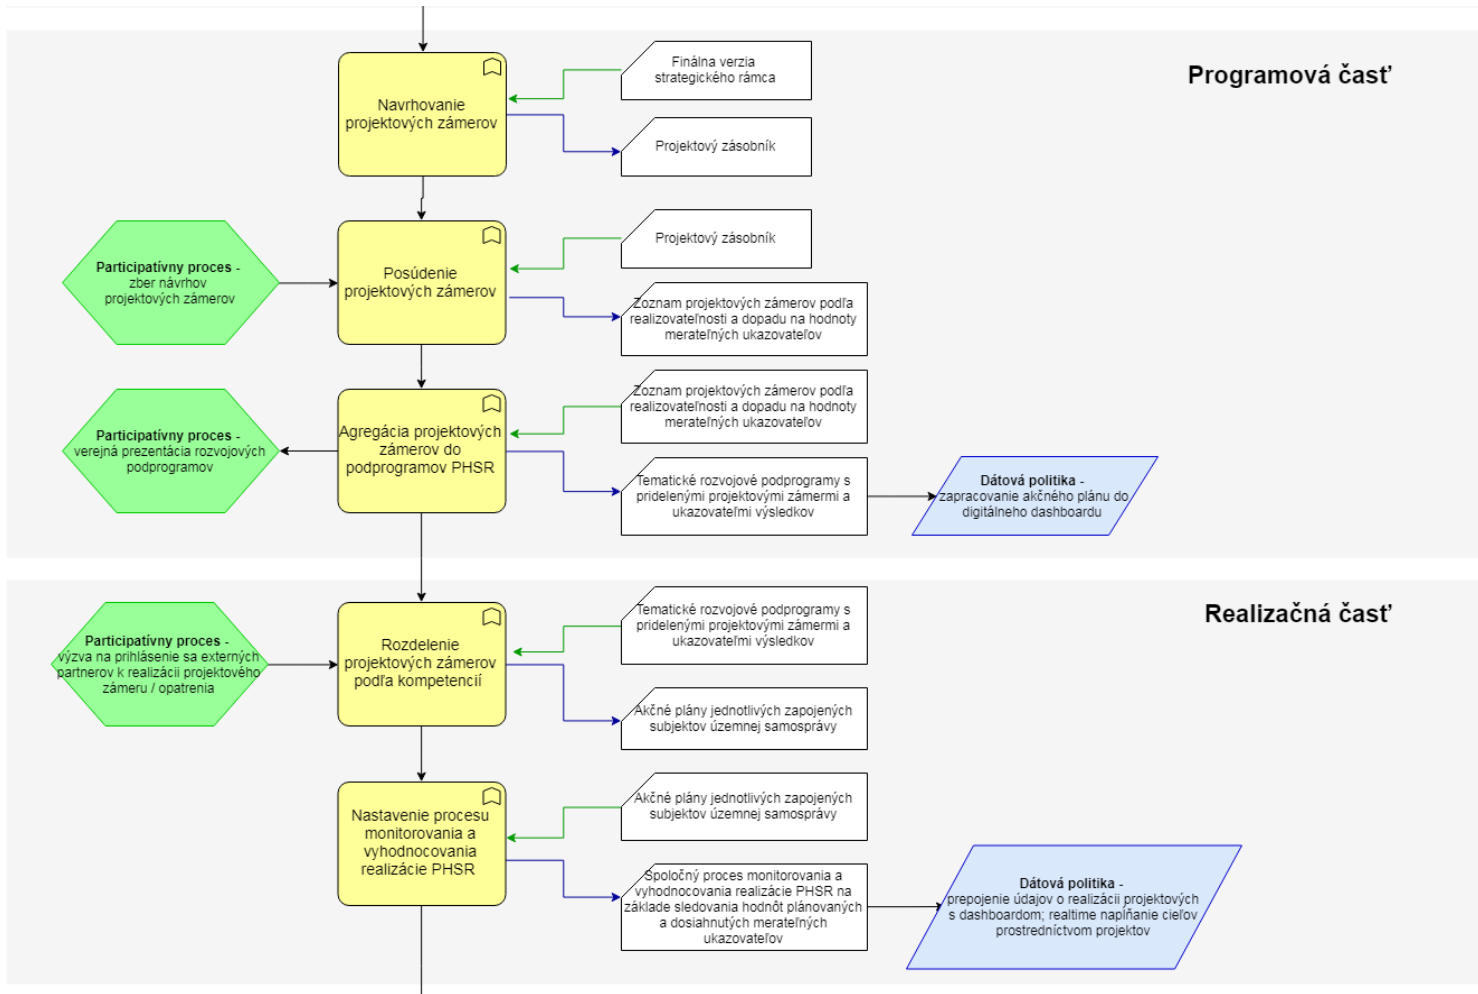 Programová časť
Navrhovanie
projektových zámerov
Finálna verzia
strategického rámca
Projektový zásobník
Participatívny proces -
zber návrhov
projektových zámerov
Posúdenie
projektových zámerov
Projektový zásobník
Zoznam projektových zámerov podľa
realizovateľnosti a dopadu na hodnoty
merateľných ukazovateľov
Participatívny proces -
verejná prezentácia rozvojových
podprogramov
Agregácia projektových
zámerov do
podprogramov PHSR
Zoznam projektových zámerov podľa
realizovateľnosti a dopadu na hodnoty
merateľných ukazovateľov
Tematické rozvojové podprogramy s
pridelenými projektovými zámermi a
ukazovateľmi výsledkov
Dátová politika -
zapracovanie akčného plánu do
digitálneho dashboardu
Realizačná časť
Participatívny proces -
výzva na prihlásenie sa externých
partnerov k realizácii projektového
zámeru / opatrenia
Rozdelenie
projektových zámerov
podľa kompetencií
Tematické rozvojové podprogramy s
pridelenými projektovými zámermi a
ukazovateľmi výsledkov
Akčné plány jednotlivých zapojených
subjektov územnej samosprávy
Nastavenie procesu
monitorovania a
vyhodnocovania
realizácie PHSR
Akčné plány jednotlivých zapojených
subjektov územnej samosprávy
Spoločný proces monitorovania a
vyhodnocovania realizácie PHSR na
základe sledovania hodnôt plánovaných
a dosiahnutých merateľných
ukazovateľov
Dátová politika -
prepojenie údajov o realizácii projektových
s dashboardom; realtime napĺňanie cieľov
prostredníctvom projektov